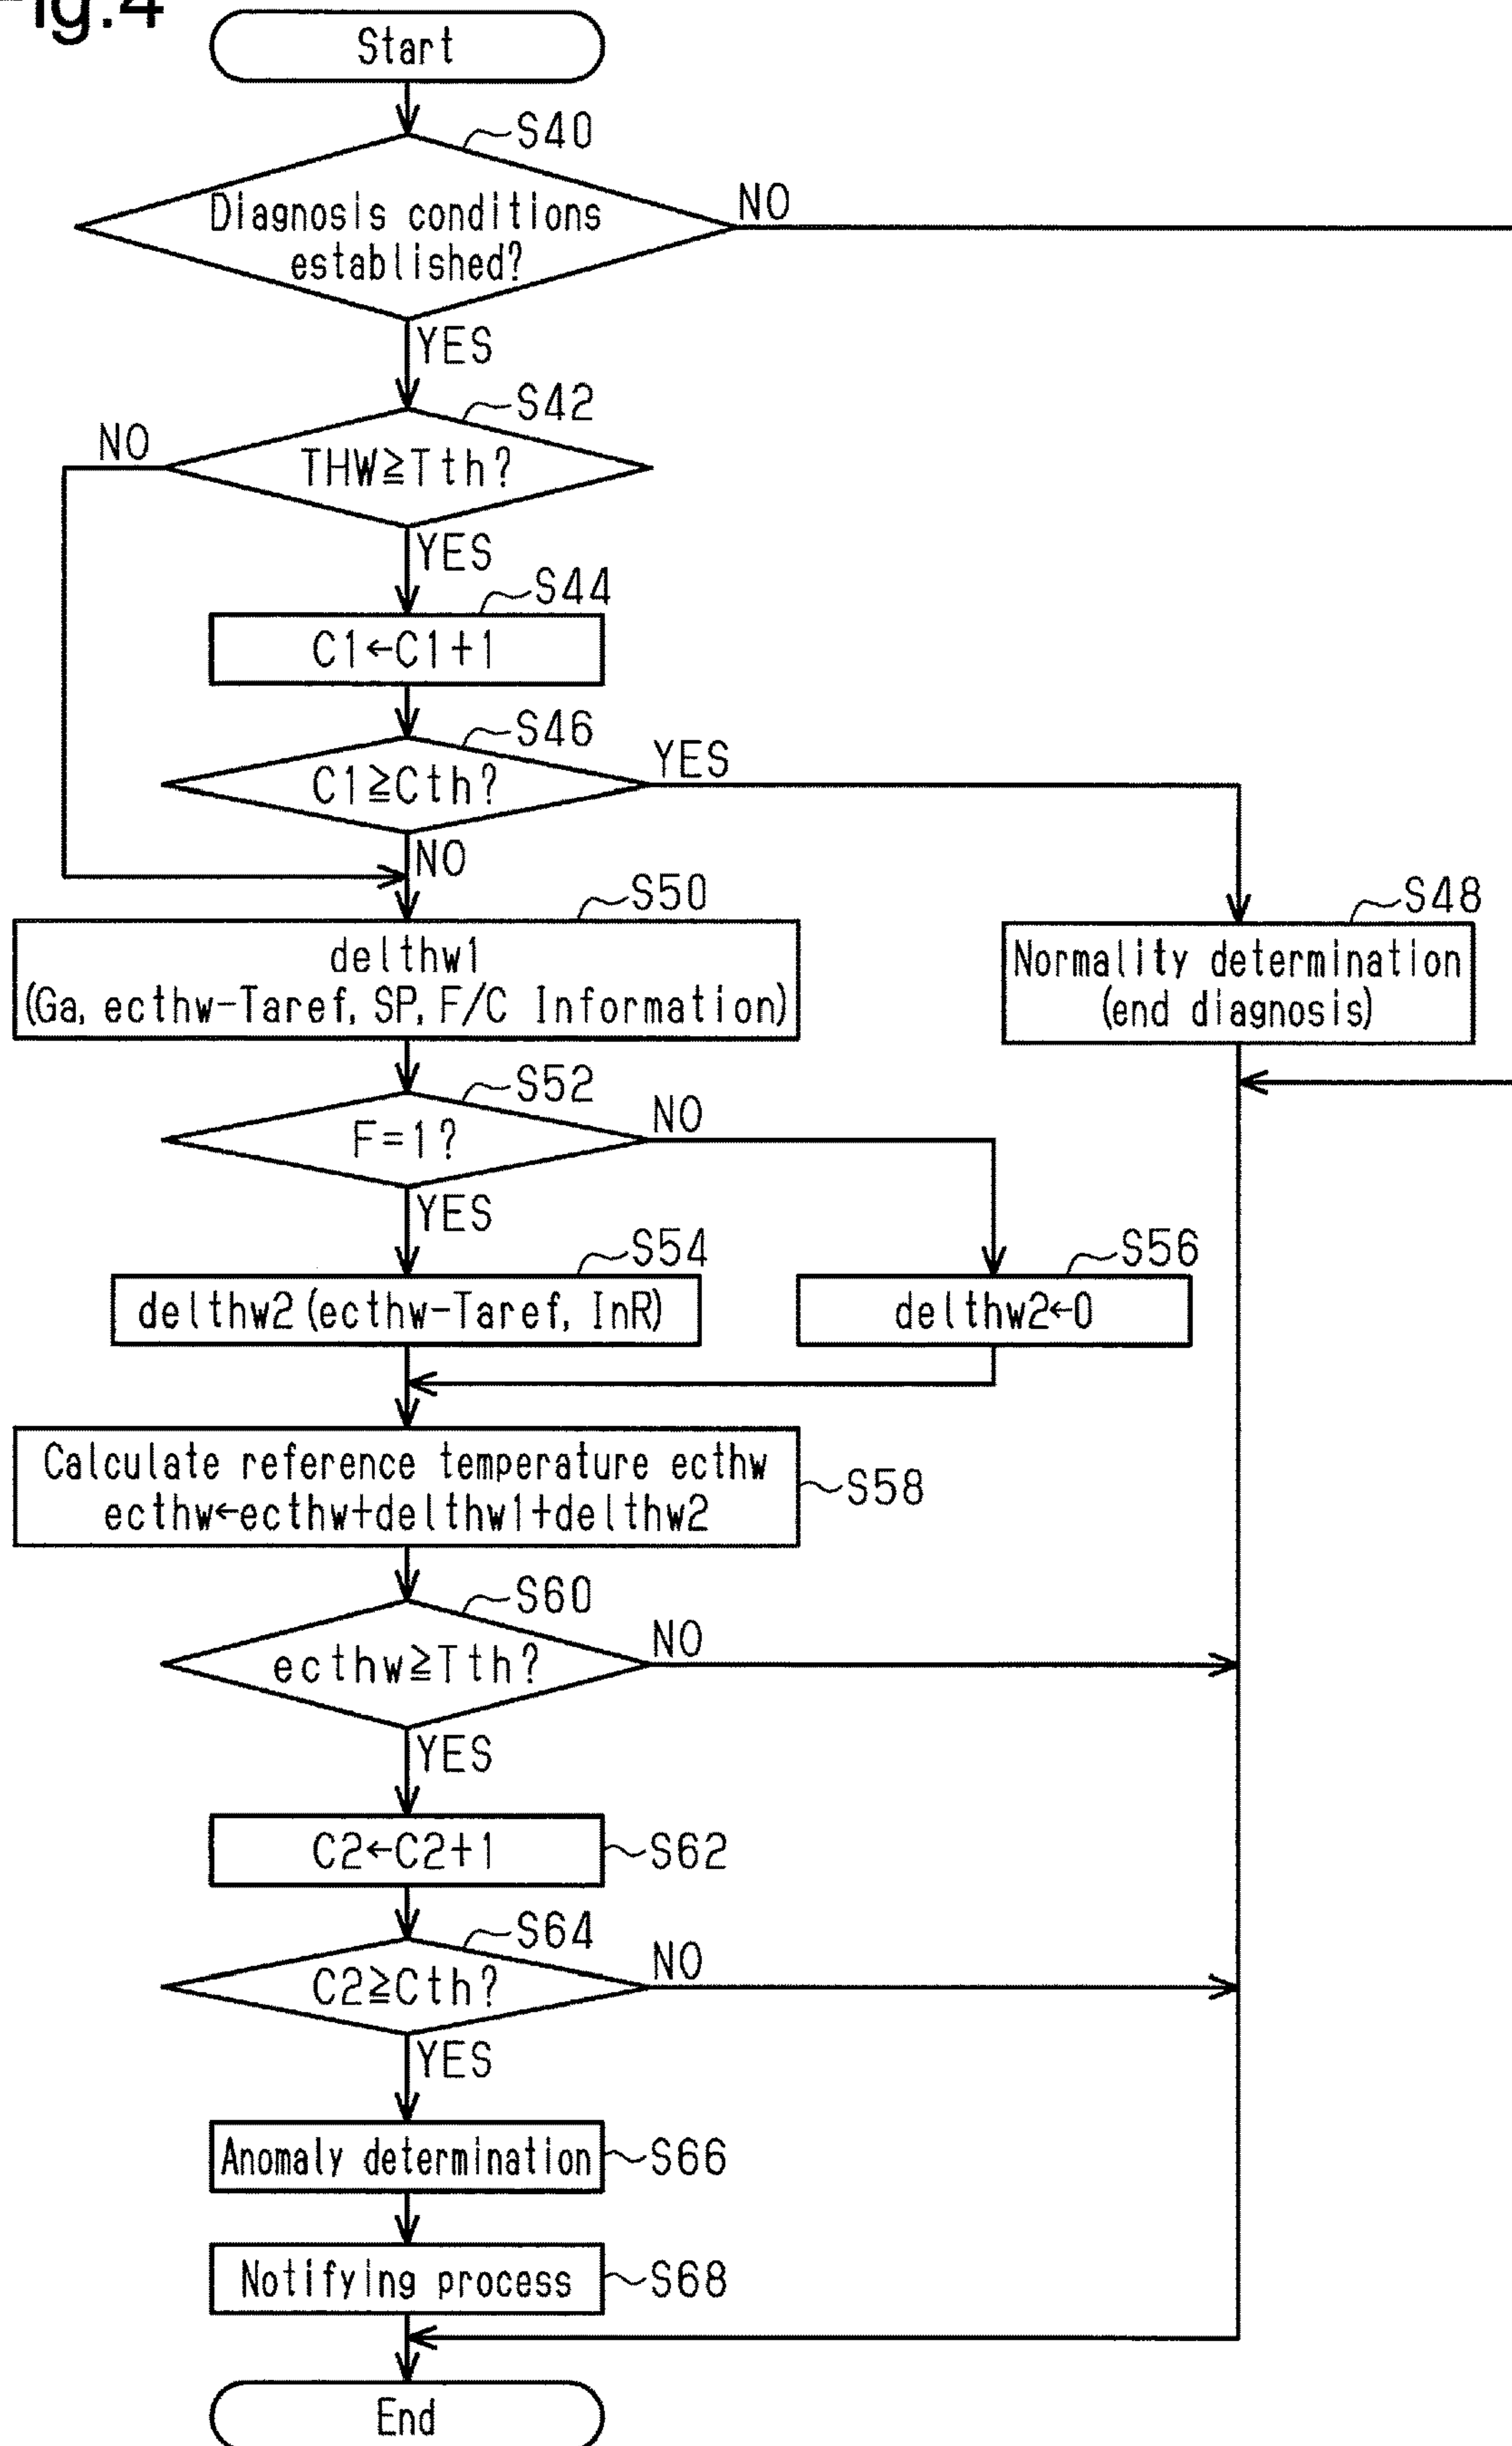 Fig.4
Start
S40
Diagnosis conditions
established?
NO
YES
S42
NO
THW≧Tth?
YES
S44
C1←C1+1
S46
C1≧Cth?
YES
NO
S50
delthw1
(Ga, ecthw-Taref, SP, F/C Information)
S48
Normality determination
(end diagnosis)
S52
F=1?
NO
YES
S54
delthw2(ecthw-Taref, InR)
S56
delthw2←0
Calculate reference temperature ecthw
ecthw←ecthw+delthw1+delthw2
S58
S60
ecthw≧Tth?
NO
YES
C2←C2+1
S62
S64
C2≧Cth?
NO
YES
Anomaly determination
S66
Notifying process
S68
End